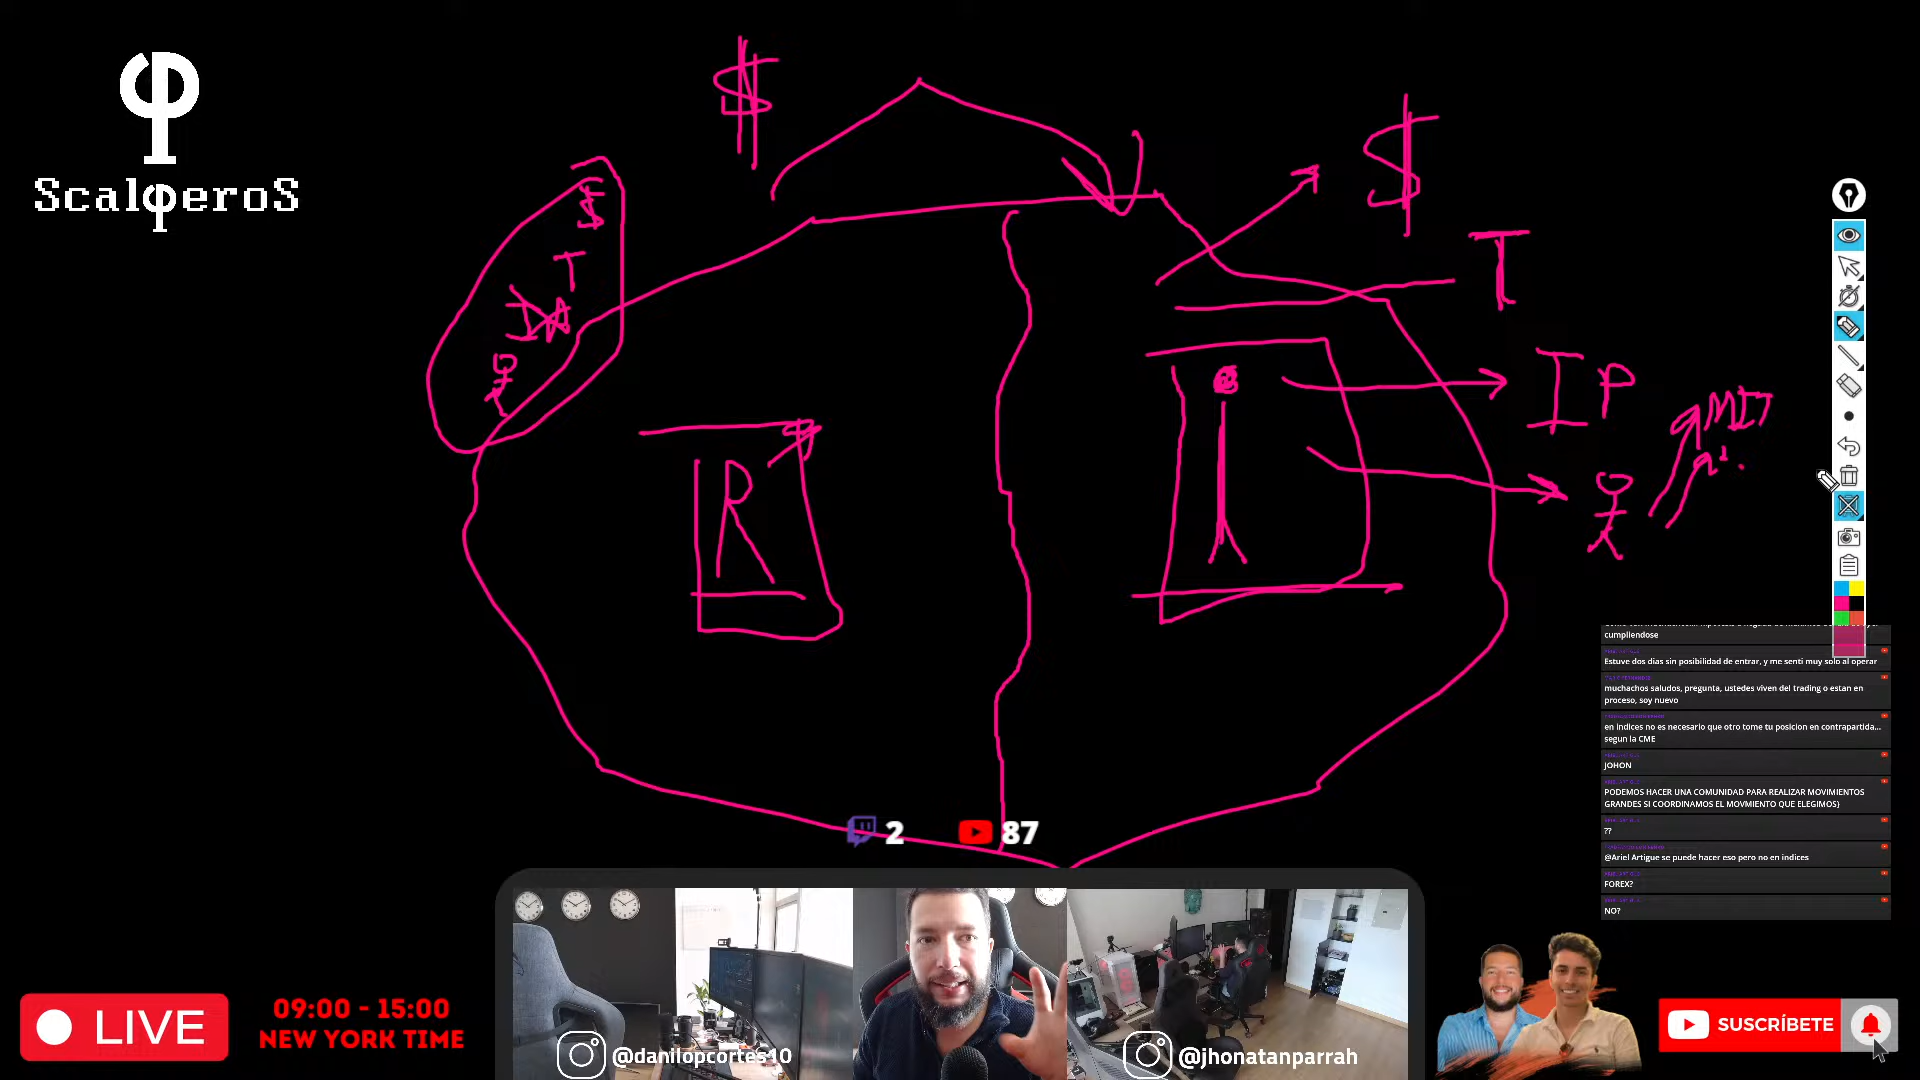 $
$
ScalφeroS
$
T
T
IA
IP
MIT
R
cumpliendose
Estuve dos dias sin posibilidad de entrar, y me senti muy solo al operar
muchachos saludos, pregunta, ustedes viven del trading o estan en
proceso, soy nuevo
en indices no es necesario que otro tome tu posicion en contrapartida...
segun la CME
JOHON
PODEMOS HACER UNA COMUNIDAD PARA REALIZAR MOVIMIENTOS
GRANDES SI COORDINAMOS EL MOVMIENTO QUE ELEGIMOS}
??
@Ariel Artigue se puede hacer eso pero no en indices
FOREX?
NO?
2 87
LIVE
09:00 - 15:00
NEW YORK TIME
@danilopcortes10
@jhonatanparrah
SUSCRÍBETE